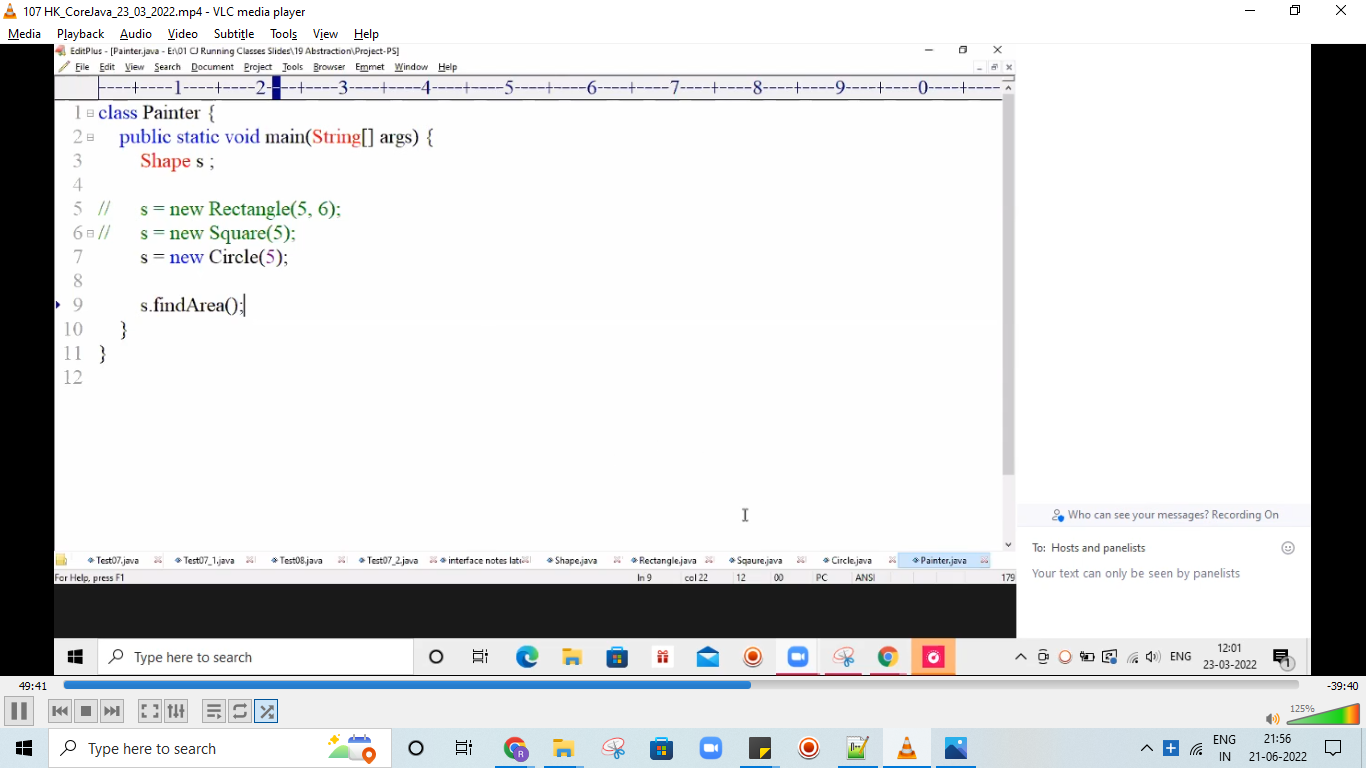 107 HK_CoreJava_23_03_2022.mp4 - VLC media player
Media Playback Audio Video Subtitle Tools View Help
EditPlus - [Painter.java - E:\01 CJ Running Classes Slides\19 Abstraction\Project-PS]
File Edit View Search Document Project Tools Browser Emmet Window Help
|----+----1----+----2----+----3----+----4----+----5----+----6----+----7----+----8----+----9----+----0----+----
1 class Painter {
2 public static void main(String[] args) {
3 Shape s ;
4
5 // s = new Rectangle(5, 6);
6 // s = new Square(5);
7 s = new Circle(5);
8
9 s.findArea();
10 }
11 }
12
Who can see your messages? Recording On
To: Hosts and panelists
Your text can only be seen by panelists
Test07.java Test07_1.java Test08.java Test07_2.java interface notes lat Shape.java Rectangle.java Sqaure.java Circle.java Painter.java
For Help, press F1 ln 9 col 22 12 00 PC ANSI 179
Type here to search ENG 12:01
23-03-2022 1
49:41 -39:40
125%
Type here to search ENG 21:56
IN 21-06-2022